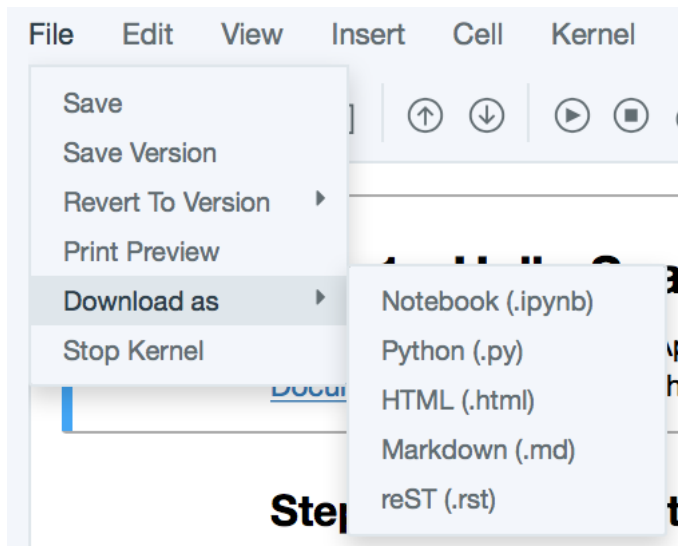 File Edit View Insert Cell Kernel
Save
Save Version
Revert To Version
Print Preview
Download as
Stop Kernel
Notebook (.ipynb)
Python (.py)
HTML (.html)
Markdown (.md)
reST (.rst)